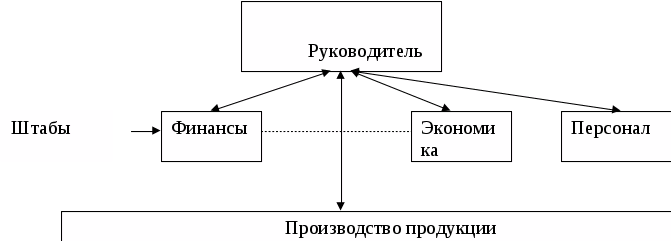 Руководитель
Штабы
Финансы
Экономи
ка
Персонал
Производство продукции